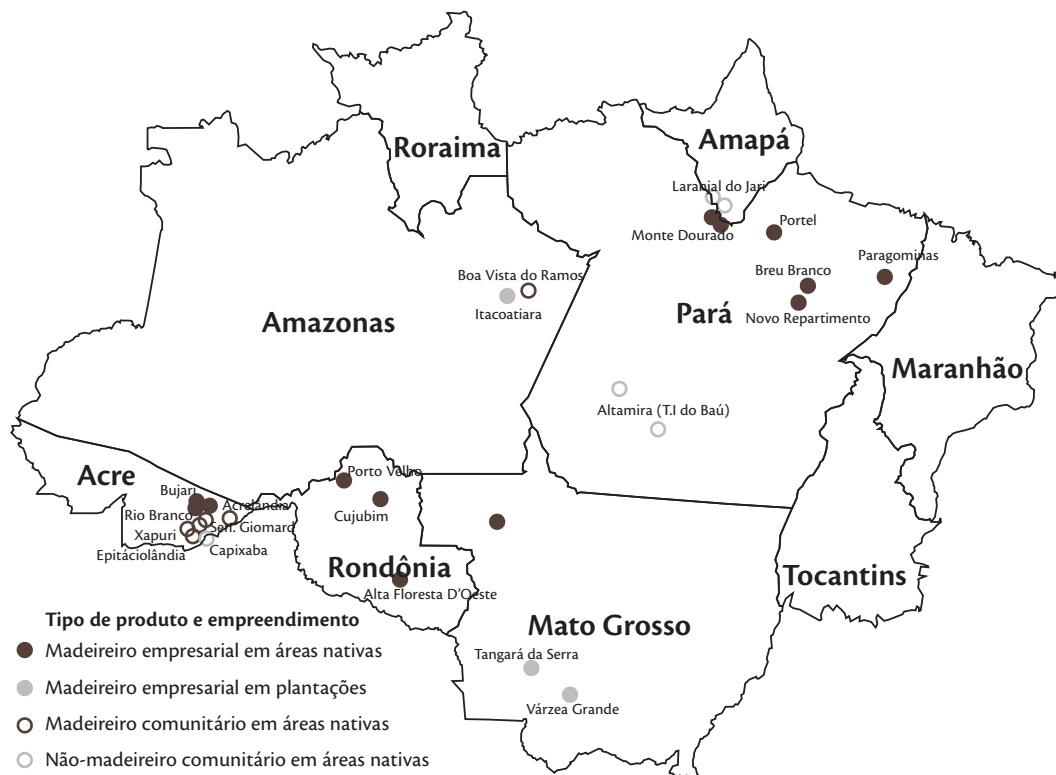 Roraima
Amapá
Laranjal do Jari
Monte Dourado
Portel
Paragominas
Breu Branco
Novo Repartimento
Boa Vista do Ramos
Itacoatiara
Amazonas
Pará
Maranhão
Altamira (T.I do Baú)
Acre
Bujari
Rio Branco
Acrelândia
Sen. Giomard
Xapuri
Epitáciolândia
Capixaba
Porto Velho
Cujubim
Rondônia
Alta Floresta D'Oeste
Tocantins
Mato Grosso
Tangará da Serra
Várzea Grande
Tipo de produto e empreendimento
Madeireiro empresarial em áreas nativas
Madeireiro empresarial em plantações
Madeireiro comunitário em áreas nativas
Não-madeireiro comunitário em áreas nativas